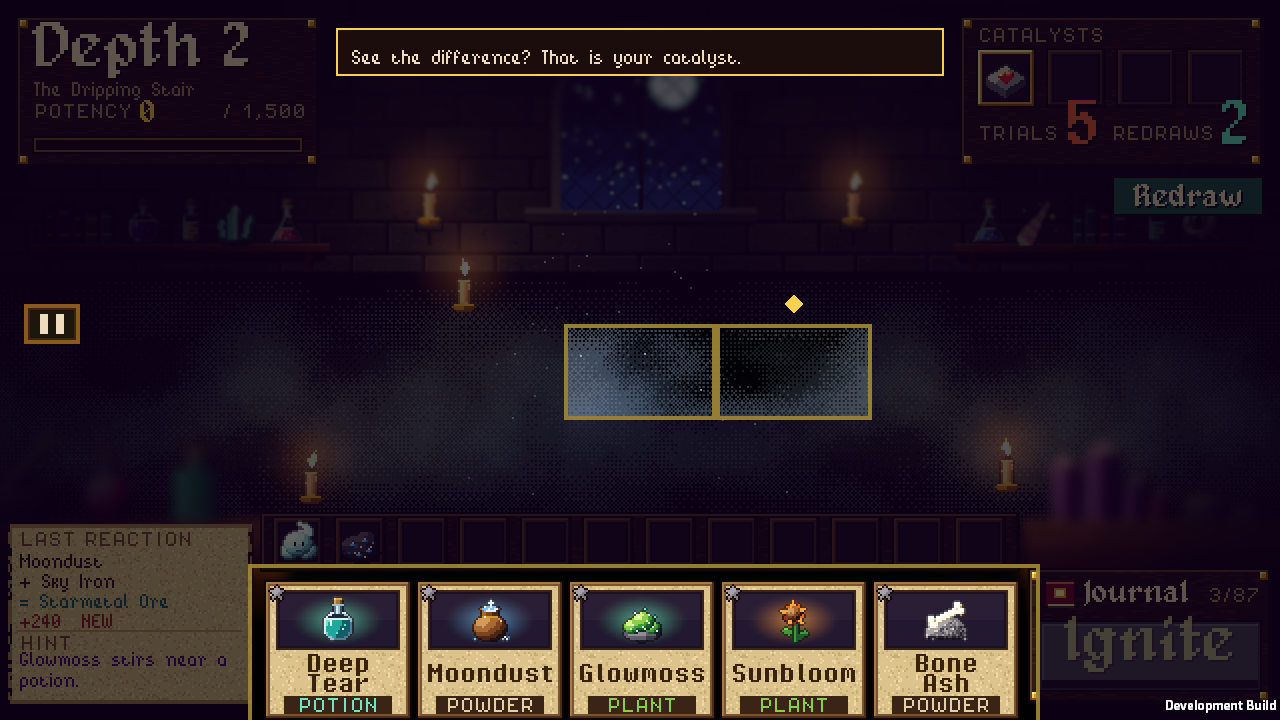 See the difference? That is your catalyst.
Depth 2
The Dripping Stair
POTENCY 0 / 1,500
CATALYSTS
TRIALS 5 REDRAWS 2
Redraw
LAST REACTION
Moondust
+ Sky Iron
= Starmetal Ore
+240 NEW
HINT
Glowmoss stirs near a
potion.
Deep
Tear
POTION
Moondust
POWDER
Glowmoss
PLANT
Sunbloom
PLANT
Bone
Ash
POWDER
Journal 3/87
Ignite
Development Build